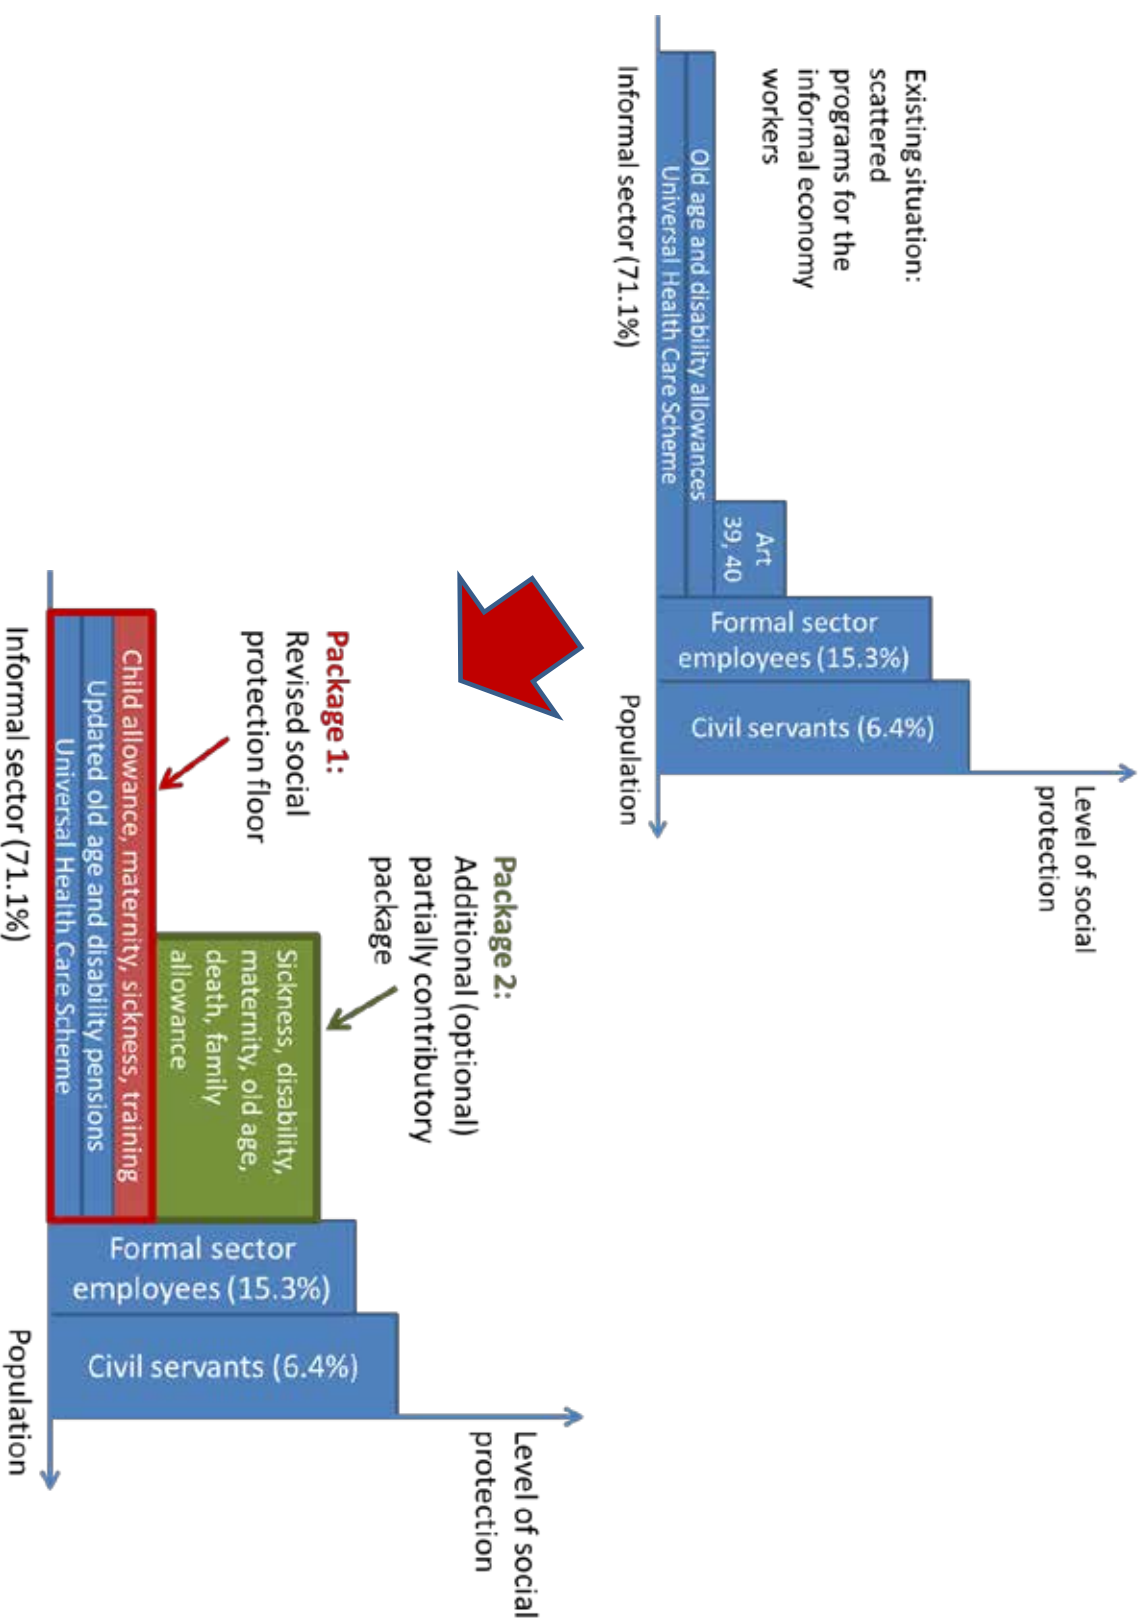 Existing situation:
scattered
programs for the
informal economy
workers
Level of social
protection
Art
39, 40
Old age and disability allowances
Universal Health Care Scheme
Formal sector
employees (15.3%)
Civil servants (6.4%)
Informal sector (71.1%)
Population
Package 1:
Revised social
protection floor
Package 2:
Additional (optional)
partially contributory
package
Level of social
protection
Sickness, disability,
maternity, old age,
death, family
allowance
Child allowance, maternity, sickness, training
Updated old age and disability pensions
Universal Health Care Scheme
Formal sector
employees (15.3%)
Civil servants (6.4%)
Informal sector (71.1%)
Population